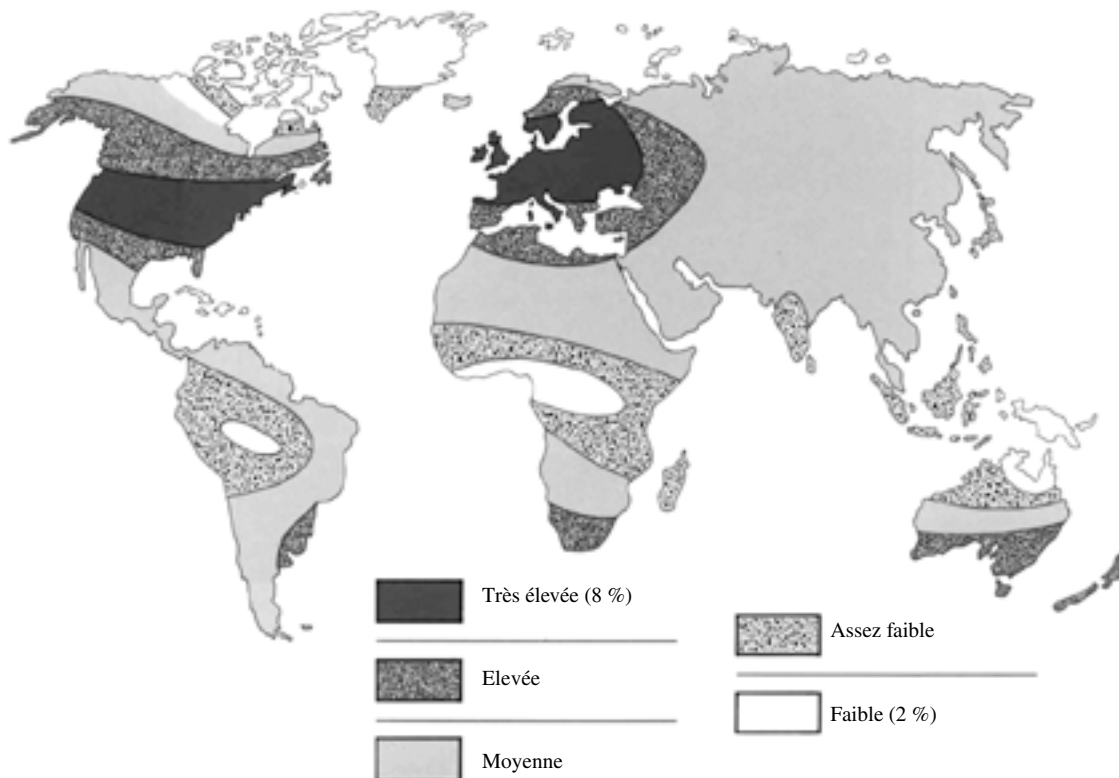 Très élevée (8 %)
Elevée
Moyenne
Assez faible
Faible (2 %)